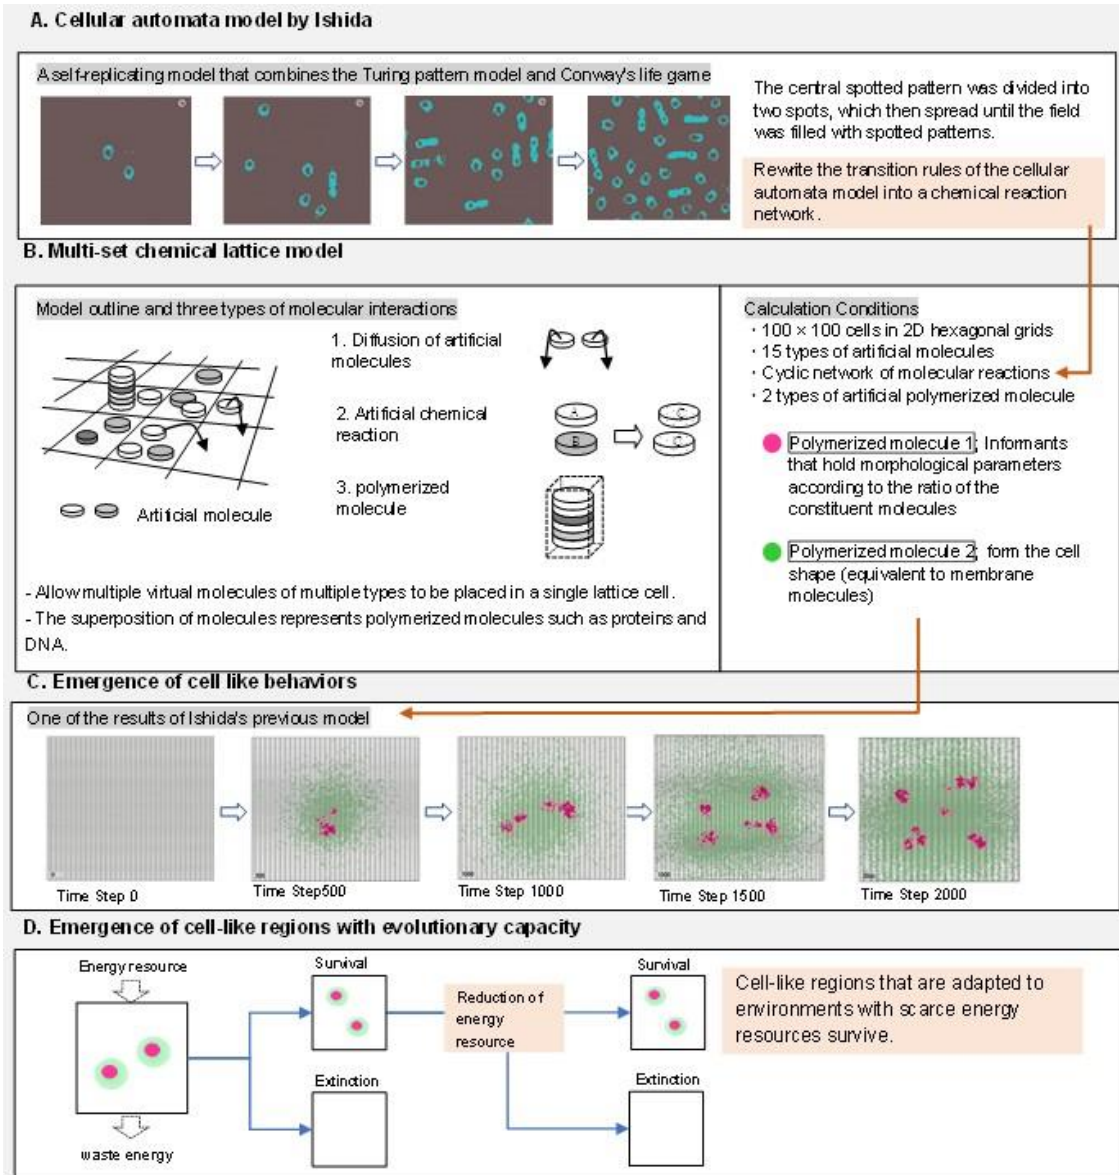 A. Cellular automata model by Ishida
A self-replicating model that combines the Turing pattern model and Conway's life game
The central spotted pattern was divided into
two spots, which then spread until the field
was filled with spotted patterns.
Rewrite the transition rules of the cellular
automata model into a chemical reaction
network.
B. Multi-set chemical lattice model
Model outline and three types of molecular interactions
1. Diffusion of artificial
molecules
2. Artificial chemical
reaction
A
B
C
C
3. polymerized
molecule
Artificial molecule
- Allow multiple virtual molecules of multiple types to be placed in a single lattice cell.
- The superposition of molecules represents polymerized molecules such as proteins and
DNA.
Calculation Conditions
・100 × 100 cells in 2D hexagonal grids
・15 types of artificial molecules
・Cyclic network of molecular reactions
・2 types of artificial polymerized molecule
Polymerized molecule 1; Informants
that hold morphological parameters
according to the ratio of the
constituent molecules
Polymerized molecule 2; form the cell
shape (equivalent to membrane
molecules)
C. Emergence of cell like behaviors
One of the results of Ishida's previous model
Time Step 0
Time Step500
Time Step 1000
Time Step 1500
Time Step 2000
D. Emergence of cell-like regions with evolutionary capacity
Energy resource
waste energy
Survival
Extinction
Reduction of
energy
resource
Survival
Extinction
Cell-like regions that are adapted to
environments with scarce energy
resources survive.